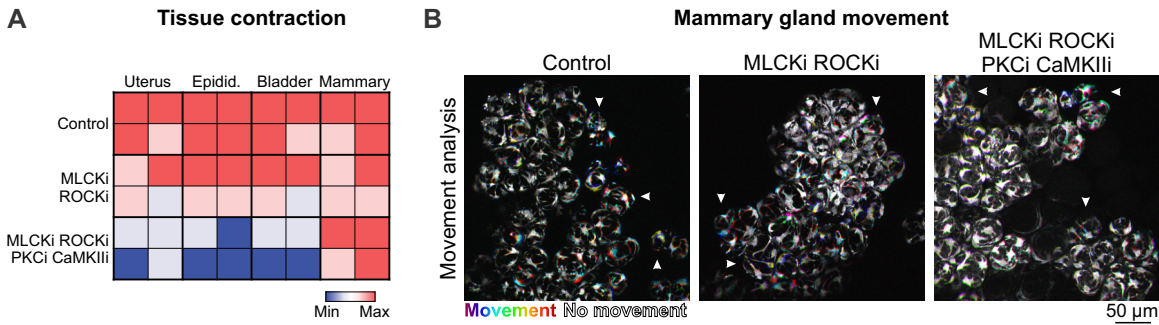 A
Tissue contraction
Uterus Epidid. Bladder Mammary
Control
MLCKi
ROCKi
MLCKi ROCKi
PKCi CaMKIIi
Min Max
B
Mammary gland movement
Control
MLCKi ROCKi
MLCKi ROCKi
PKCi CaMKIIi
Movement analysis
Movement No movement
50 µm